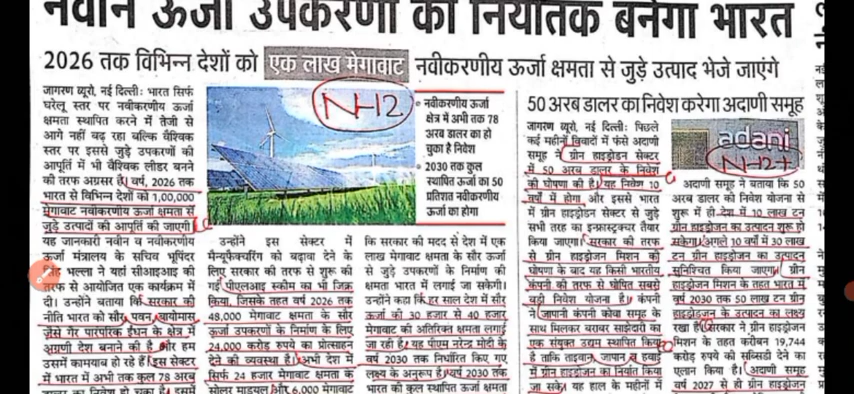 नवीन ऊर्जा उपकरणों का निर्यातक बनेगा भारत
2026 तक विभिन्न देशों को एक लाख मेगावाट नवीकरणीय ऊर्जा क्षमता से जुड़े उत्पाद भेजे जाएंगे
जागरण ब्यूरो, नई दिल्ली: भारत सिर्फ
घरेलू स्तर पर नवीकरणीय ऊर्जा
क्षमता स्थापित करने में तेजी से
आगे नहीं बढ़ रहा बल्कि वैश्विक
स्तर पर इससे जुड़े उपकरणों की
आपूर्ति में भी वैश्विक लीडर बनने
की तरफ अग्रसर है। वर्ष, 2026 तक
भारत से विभिन्न देशों को 1,00,000
मेगावाट नवीकरणीय ऊर्जा क्षमता से
जुड़े उत्पादों की आपूर्ति की जाएगी।
यह जानकारी नवीन व नवीकरणीय
ऊर्जा मंत्रालय के सचिव भूपिंदर
सिंह भल्ला ने यहां सीआइआइ की
तरफ से आयोजित एक कार्यक्रम में
दी। उन्होंने बताया कि सरकार की
नीति भारत को सौर, पवन, बायोमास
जैसे गैर पारंपरिक ईंधन के क्षेत्र में
अग्रणी देश बनाने की है और हम
उसमें कामयाब हो रहे हैं। इस सेक्टर
में भारत में अभी तक कुल 78 अरब
डालर का निवेश हो चुका है। इसमें
N-12
नवीकरणीय ऊर्जा
क्षेत्र में अभी तक 78
अरब डालर का हो
चुका है निवेश
2030 तक कुल
स्थापित ऊर्जा का 50
प्रतिशत नवीकरणीय
ऊर्जा का होगा
उन्होंने इस सेक्टर में
मैन्यूफैक्चरिंग को बढ़ावा देने के
लिए सरकार की तरफ से शुरू की
गई पीएलआइ स्कीम का भी जिक्र
किया, जिसके तहत वर्ष 2026 तक
48,000 मेगावाट क्षमता के सौर
ऊर्जा उपकरणों के निर्माण के लिए
24,000 करोड़ रुपये का प्रोत्साहन
देने की व्यवस्था है। अभी देश में
सिर्फ 24 हजार मेगावाट क्षमता के
सोलर माड्यूल और 6,000 मेगावाट
कि सरकार की मदद से देश में एक
लाख मेगावाट क्षमता के सौर ऊर्जा
से जुड़े उपकरणों के निर्माण की
क्षमता भारत में लगाई जा सकेगी।
उन्होंने कहा कि हर साल देश में सौर
ऊर्जा की 30 हजार से 40 हजार
मेगावाट की अतिरिक्त क्षमता लगाई
जा रही है। यह पीएम नरेन्द्र मोदी के
वर्ष 2030 तक निर्धारित किए गए
लक्ष्य के अनुरूप है। वर्ष 2030 तक
भारत की कुल स्थापित ऊर्जा क्षमता
50 अरब डालर का निवेश करेगा अदाणी समूह
जागरण ब्यूरो, नई दिल्ली: पिछले
कई महीनों विवादों में फंसे अदाणी
समूह ने ग्रीन हाइड्रोजन सेक्टर
में 50 अरब डालर के निवेश
की घोषणा की है। यह निवेश 10
वर्षों में होगा और इससे भारत
में ग्रीन हाइड्रोजन सेक्टर से जुड़े
सभी तरह का इन्फ्रास्ट्रक्चर तैयार
किया जाएगा। सरकार की तरफ
से ग्रीन हाइड्रोजन मिशन की
घोषणा के बाद यह किसी भारतीय
कंपनी की तरफ से घोषित सबसे
बड़ी निवेश योजना है। कंपनी
ने जापानी कंपनी कोवा समूह के
साथ मिलकर बराबर साझेदारी का
एक संयुक्त उद्यम स्थापित किया
है ताकि ताइवान, जापान व हवाई
में ग्रीन हाइड्रोजन का निर्यात किया
जा सके। यह हाल के महीनों में
adani
N-12+
अदाणी समूह ने बताया कि 50
अरब डालर की निवेश योजना से
शुरू में ही देश में 10 लाख टन
ग्रीन हाइड्रोजन का उत्पादन शुरू हो
सकेगा। अगले 10 वर्षों में 30 लाख
टन ग्रीन हाइड्रोजन का उत्पादन
सुनिश्चित किया जाएगा। ग्रीन
हाइड्रोजन मिशन के तहत भारत में
वर्ष 2030 तक 50 लाख टन ग्रीन
हाइड्रोजन के उत्पादन का लक्ष्य
रखा है। सरकार ने ग्रीन हाइड्रोजन
मिशन के तहत करीब 19,744
करोड़ रुपये की सब्सिडी देने का
एलान किया है। अदाणी समूह
वर्ष 2027 से ही ग्रीन हाइड्रोजन